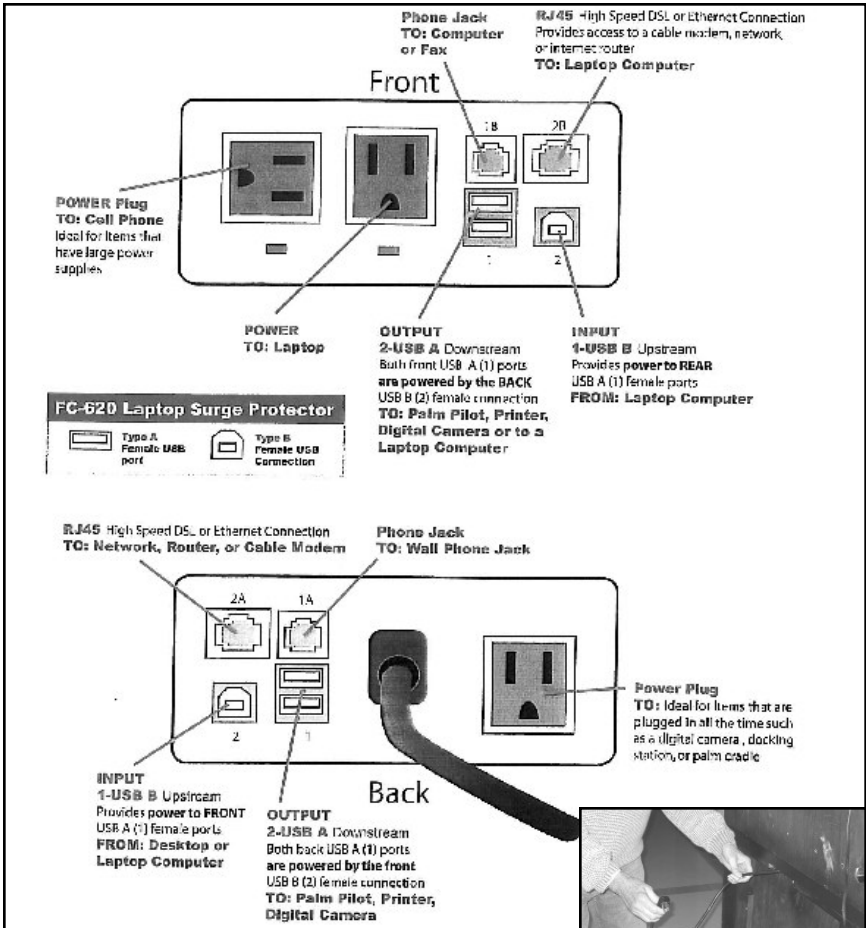 Phone Jack
TO: Computer
or Fax
RJ45 High Speed DSL or Ethernet Connection
Provides access to a cable modem, network,
or internet router
TO: Laptop Computer
Front
1B
2B
POWER Plug
TO: Cell Phone
Ideal for Items that
have large power
supplies
1
2
POWER
TO: Laptop
OUTPUT
2-USB A Downstream
Both front USB A (1) ports
are powered by the BACK
USB B (2) female connection
TO: Palm Pilot, Printer,
Digital Camera or to a
Laptop Computer
INPUT
1-USB B Upstream
Provides power to REAR
USB A (1) female ports
FROM: Laptop Computer
FC-620 Laptop Surge Protector
Type A
Female USB
port
Type B
Female USB
Connection
RJ45 High Speed DSL or Ethernet Connection
TO: Network, Router, or Cable Modem
Phone Jack
TO: Wall Phone Jack
2A
1A
2
1
Power Plug
TO: Ideal for Items that are
plugged in all the time such
as a digital camera, docking
station, or palm cradle
Back
INPUT
1-USB B Upstream
Provides power to FRONT
USB A (1) female ports
FROM: Desktop or
Laptop Computer
OUTPUT
2-USB A Downstream
Both back USB A (1) ports
are powered by the front
USB B (2) female connection
TO: Palm Pilot, Printer,
Digital Camera